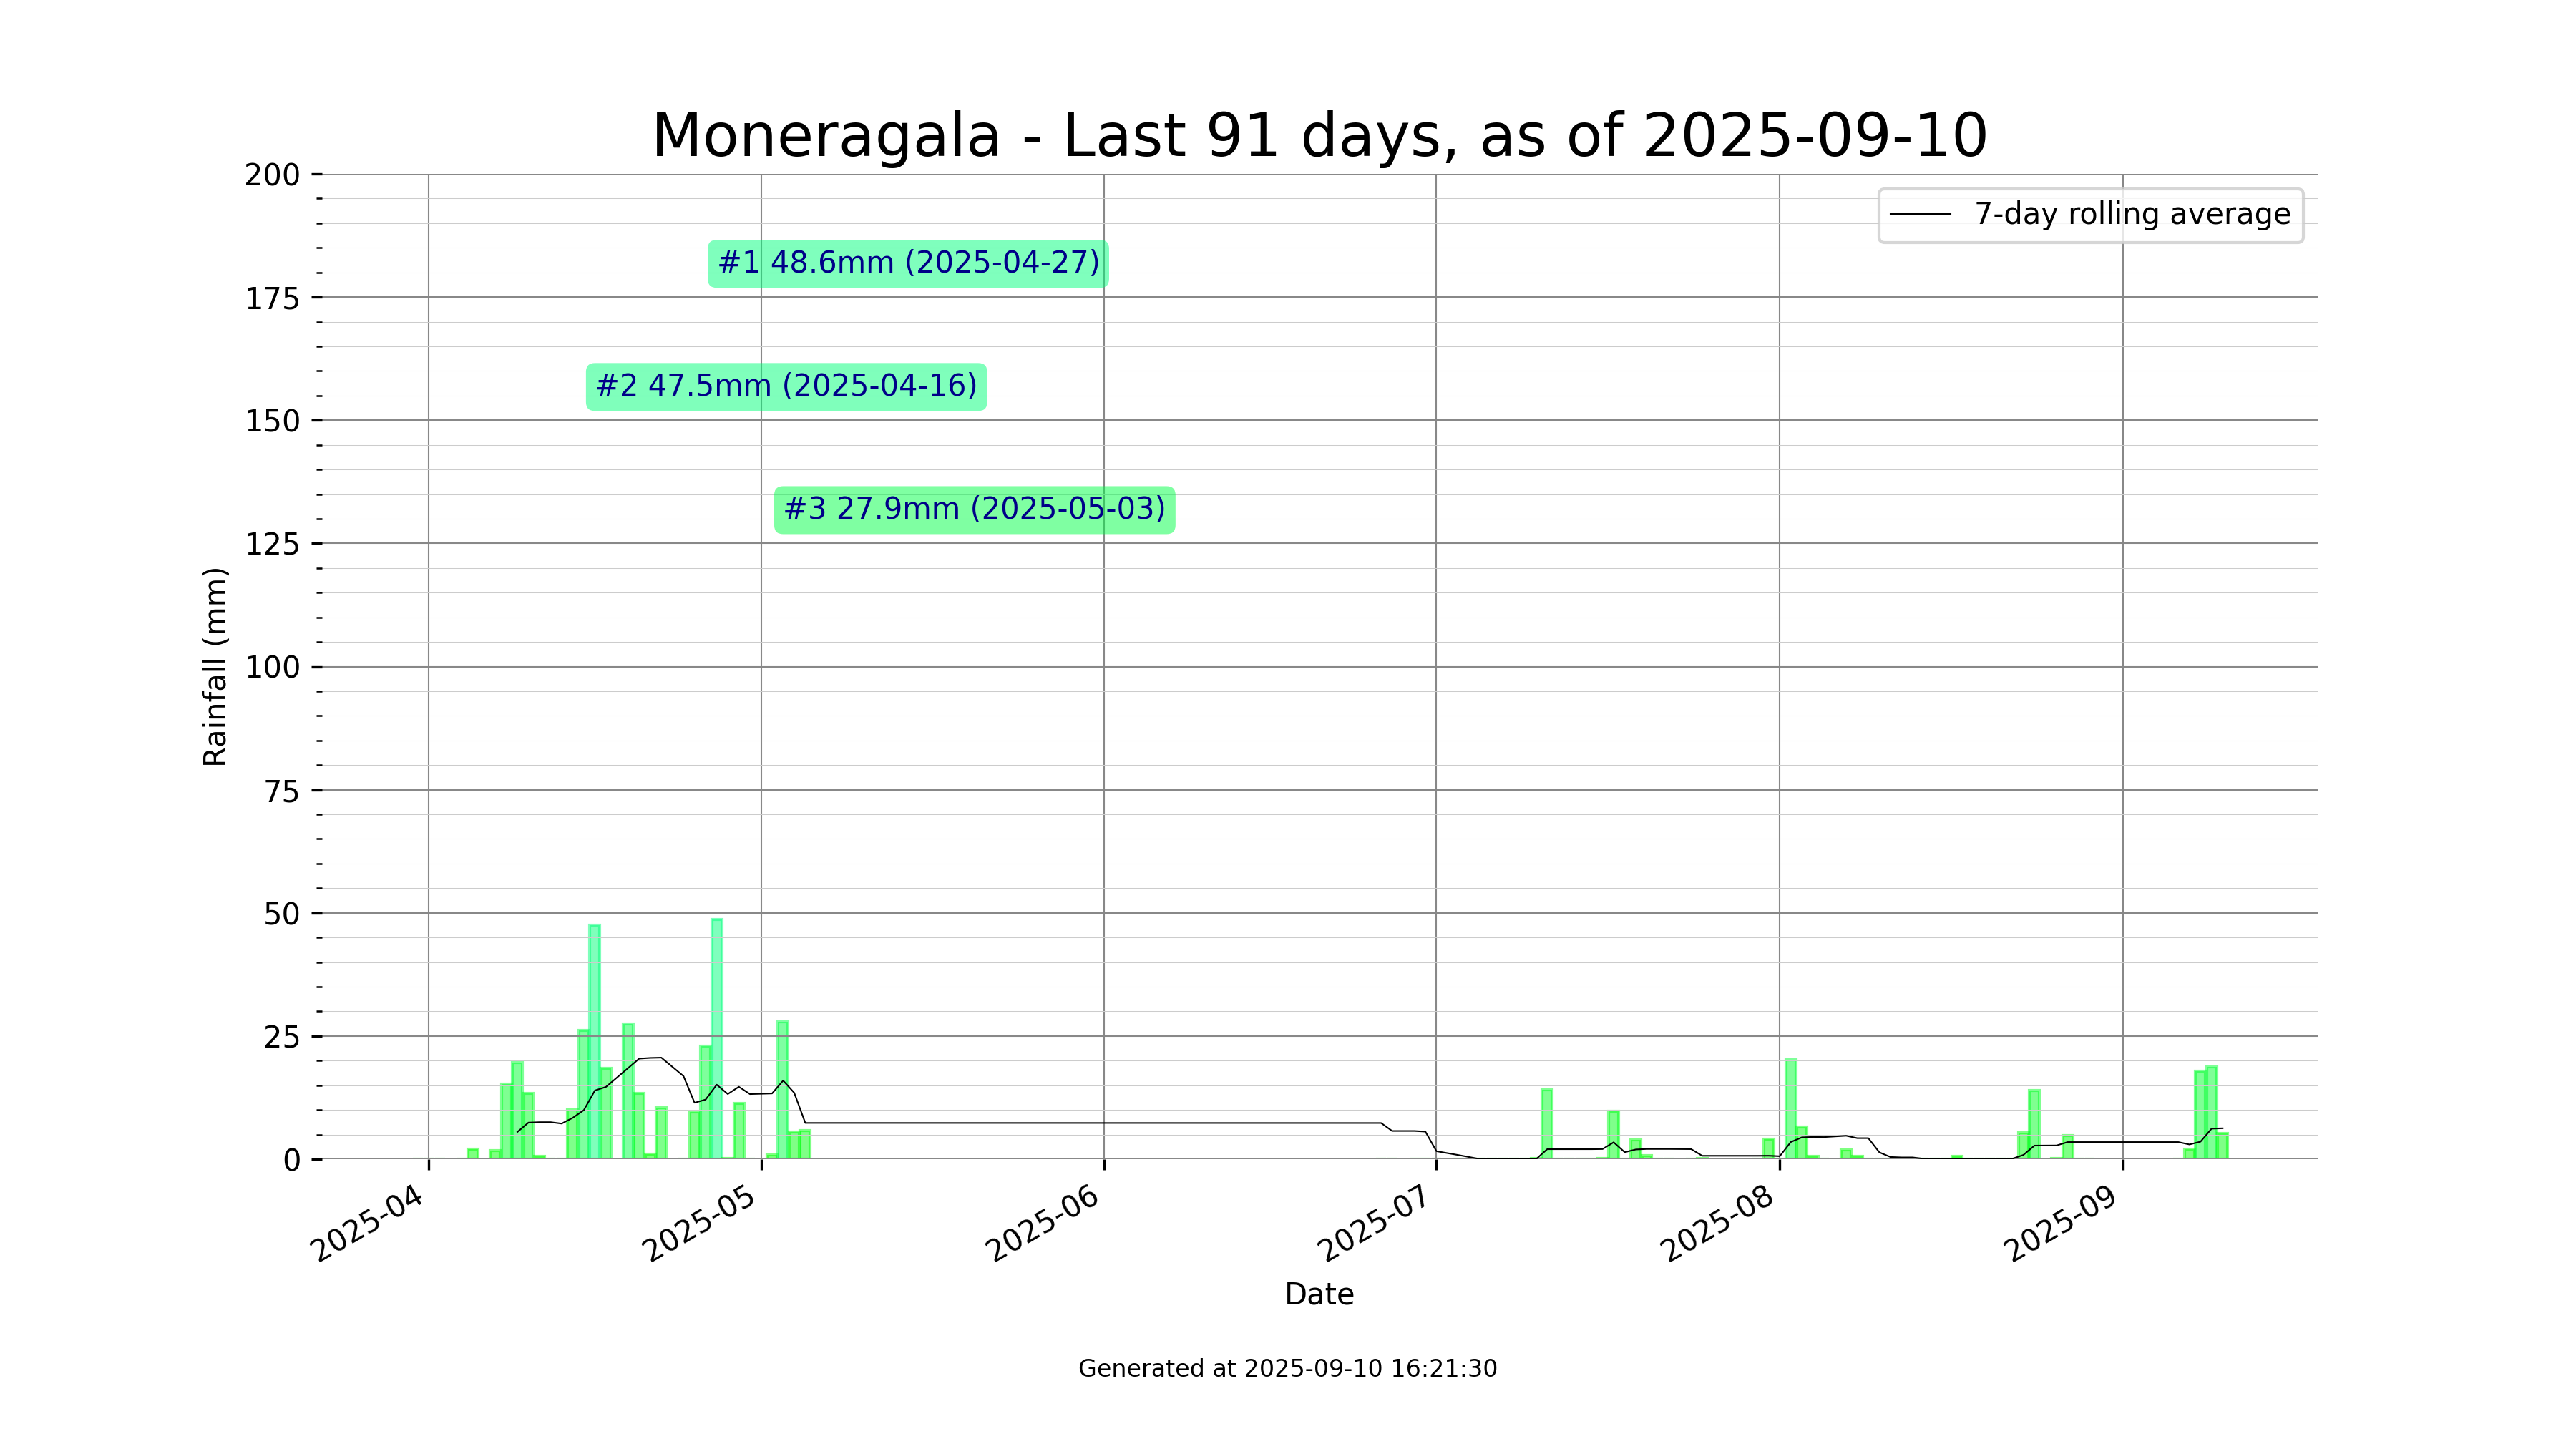 Moneragala - Last 91 days, as of 2025-09-10
7-day rolling average
#1 48.6mm (2025-04-27)
#2 47.5mm (2025-04-16)
#3 27.9mm (2025-05-03)
Rainfall (mm)
200
175
150
125
100
75
50
25
0
2025-04
2025-05
2025-06
2025-07
2025-08
2025-09
Date
Generated at 2025-09-10 16:21:30